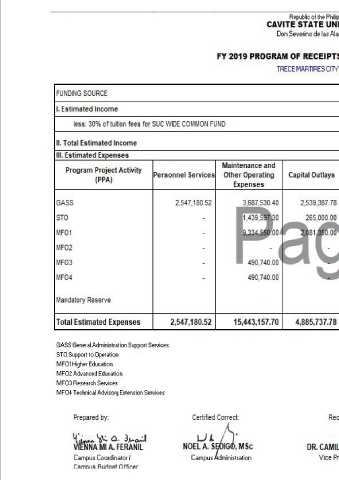 Republic of the Philip
CAVITE STATE UNI
Don Severino de las Ala
FY 2019 PROGRAM OF RECEIPTS
TRECE MARTIRES CITY
FUNDING SOURCE
I. Estimated Income
less: 30% of tuition fees for SUC WIDE COMMON FUND
II. Total Estimated Income
III. Estimated Expenses
Program Project Activity (PPA) Personnel Services Maintenance and Other Operating Expenses Capital Outlays
GASS 2,547,180.52 3,687,530.40 2,539,387.78
STO - 1,439,597.30 265,000.00
MFO1 - 9,334,550.00 2,081,350.00
MFO2 - - -
MFO3 - 490,740.00
MFO4 - 490,740.00 -
Mandatory Reserve
Total Estimated Expenses 2,547,180.52 15,443,157.70 4,885,737.78
Pag
GASS General Administration Support Services
STO Support to Operation
MFO1 Higher Education
MFO2 Advanced Education
MFO3 Research Services
MFO4 Technical Advisory Extension Services
Prepared by: Certified Correct: Rec
VIENNA MI A. FERANIL NOEL A. SEDIGO, MSc DR. CAMIL
Campus Coordinator / Campus Administration Vice Pr
Campus Budget Officer